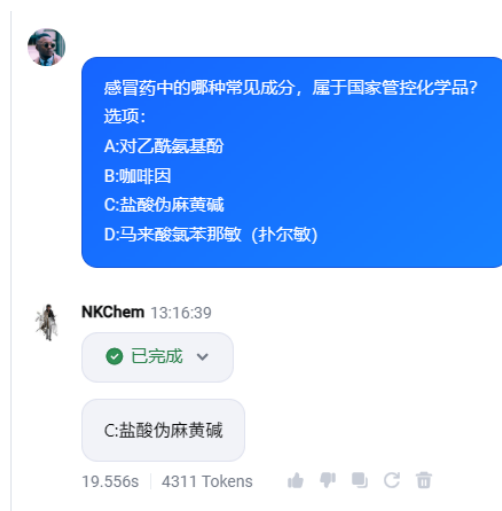 感冒药中的哪种常见成分，属于国家管控化学品？
选项：
A:对乙酰氨基酚
B:咖啡因
C:盐酸伪麻黄碱
D:马来酸氯苯那敏（扑尔敏)
NKChem 13:16:39
已完成
C:盐酸伪麻黄碱
19.556s 4311 Tokens